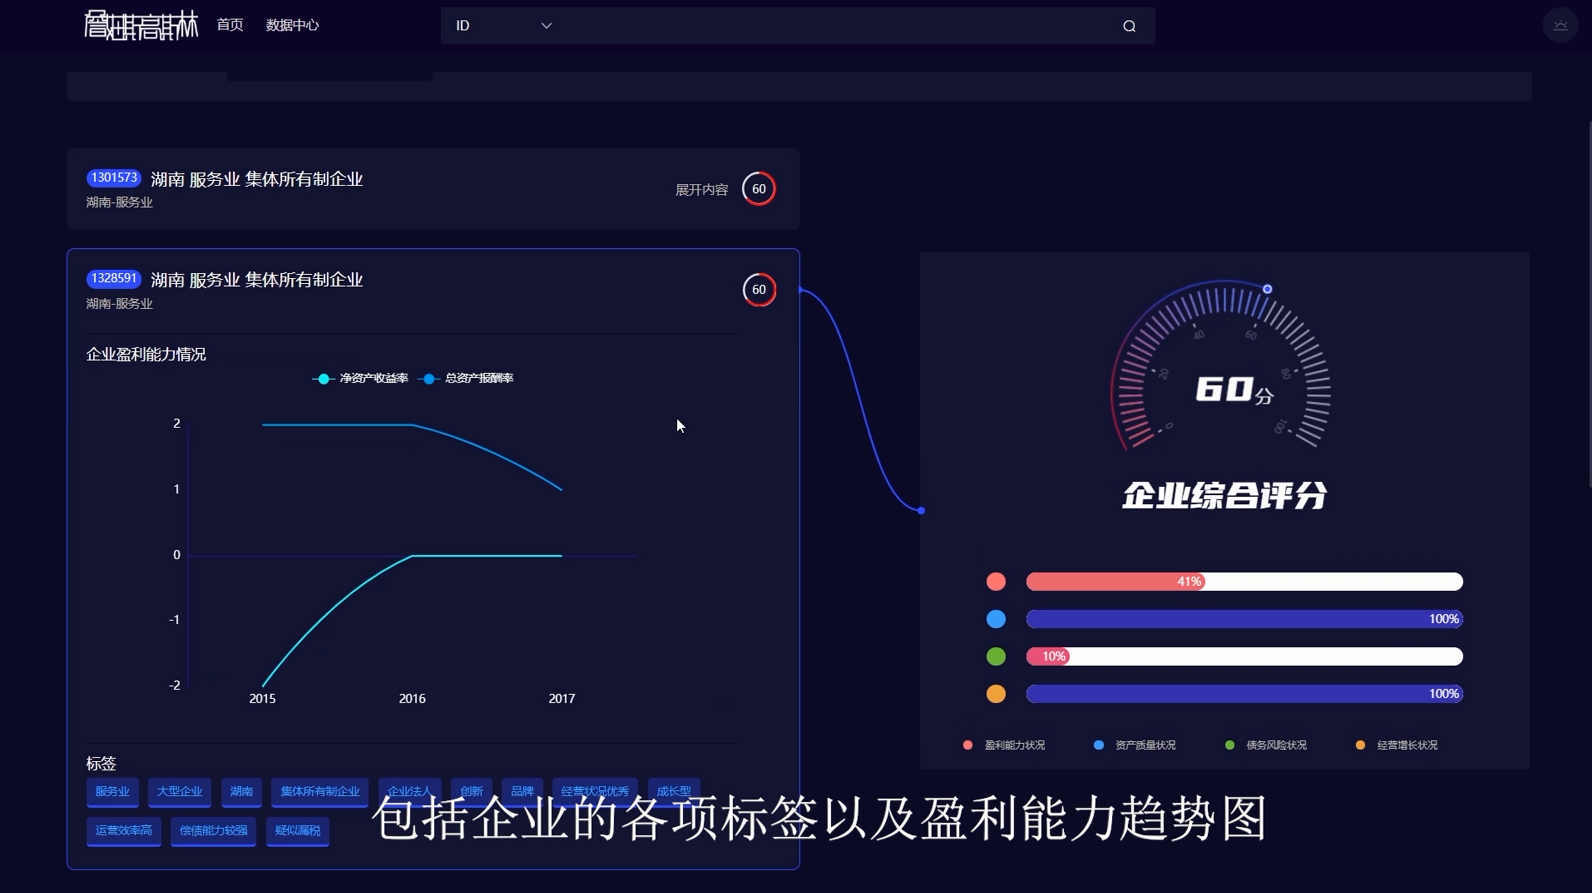 首页 数据中心 ID
1301573 湖南 服务业 集体所有制企业
湖南-服务业
展开内容 60
1328591 湖南 服务业 集体所有制企业
湖南-服务业
60
企业盈利能力情况
净资产收益率 总资产报酬率
2
1
0
-1
-2
2015 2016 2017
标签
服务业 大型企业 湖南 集体所有制企业 企业法人 创新 品牌 经营状况优秀 成长型
运营效率高 偿债能力较强 疑似漏税
0 20 40 60 80 100
60分
企业综合评分
41%
100%
10%
100%
盈利能力状况 资产质量状况 债务风险状况 经营增长状况
包括企业的各项标签以及盈利能力趋势图